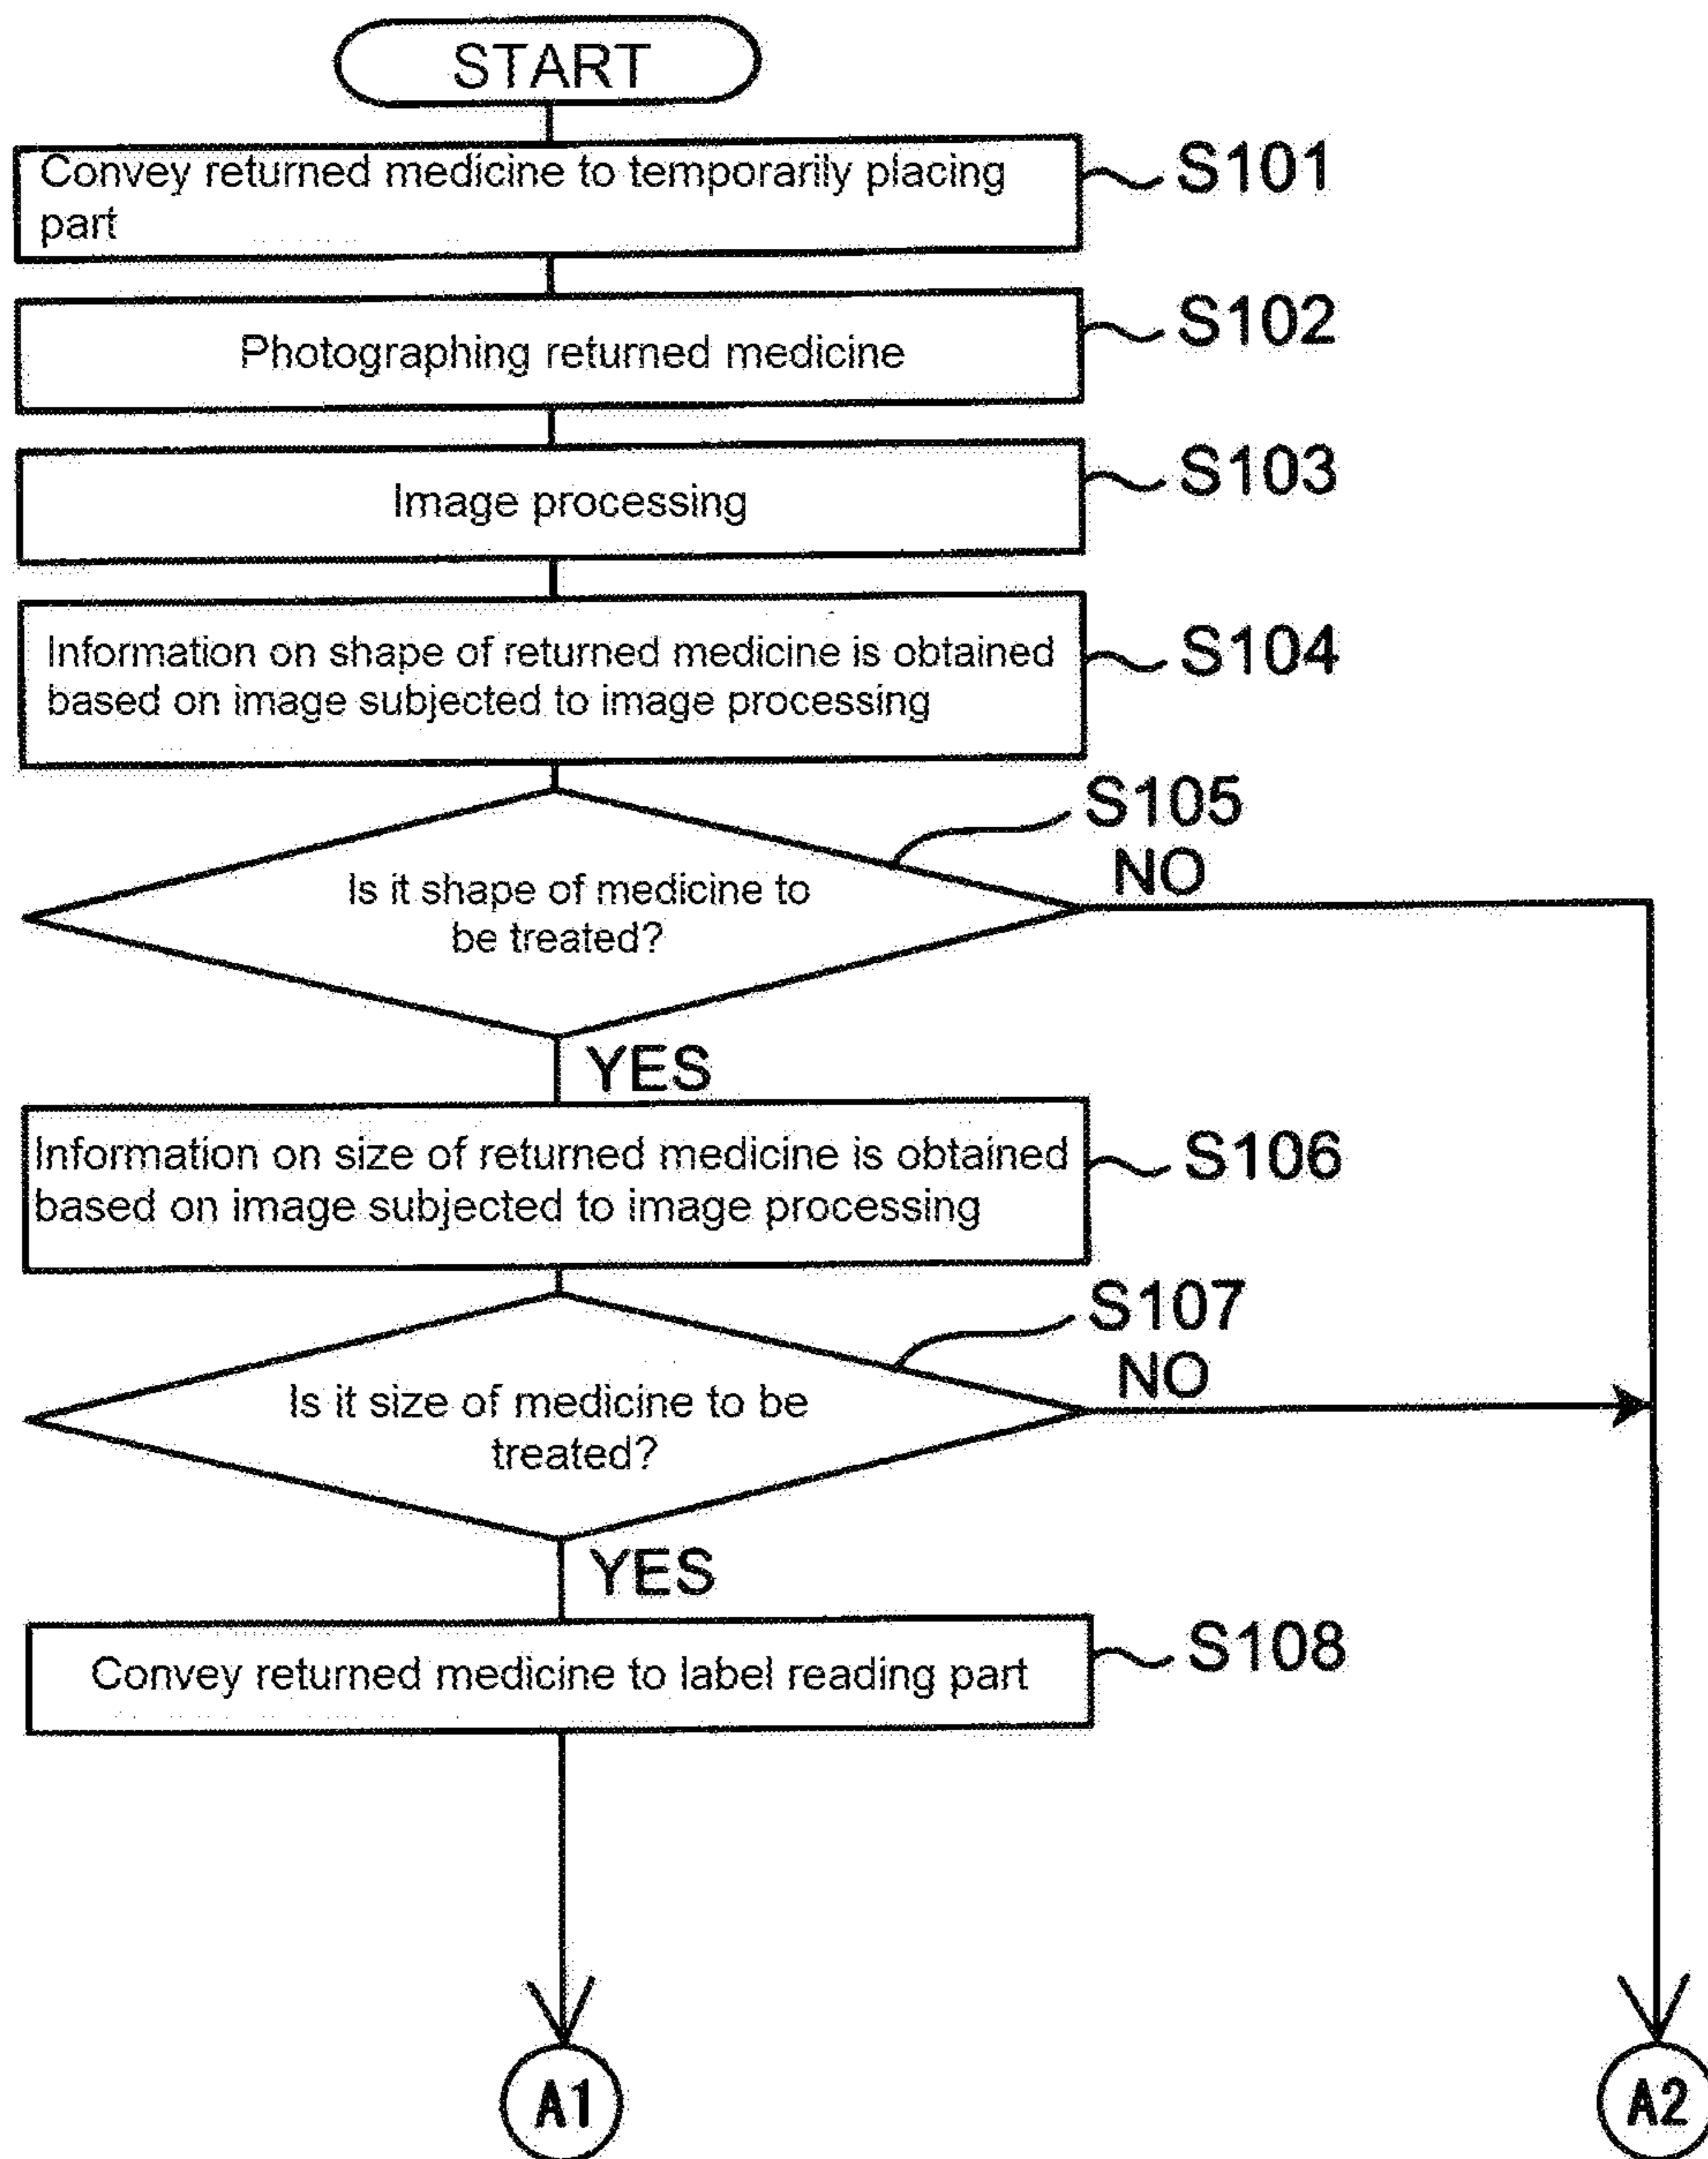 START
Convey returned medicine to temporarily placing
part
S101
Photographing returned medicine
S102
Image processing
S103
Information on shape of returned medicine is obtained
based on image subjected to image processing
S104
S105
NO
Is it shape of medicine to
be treated?
YES
Information on size of returned medicine is obtained
based on image subjected to image processing
S106
S107
NO
Is it size of medicine to be
treated?
YES
Convey returned medicine to label reading part
S108
A1
A2